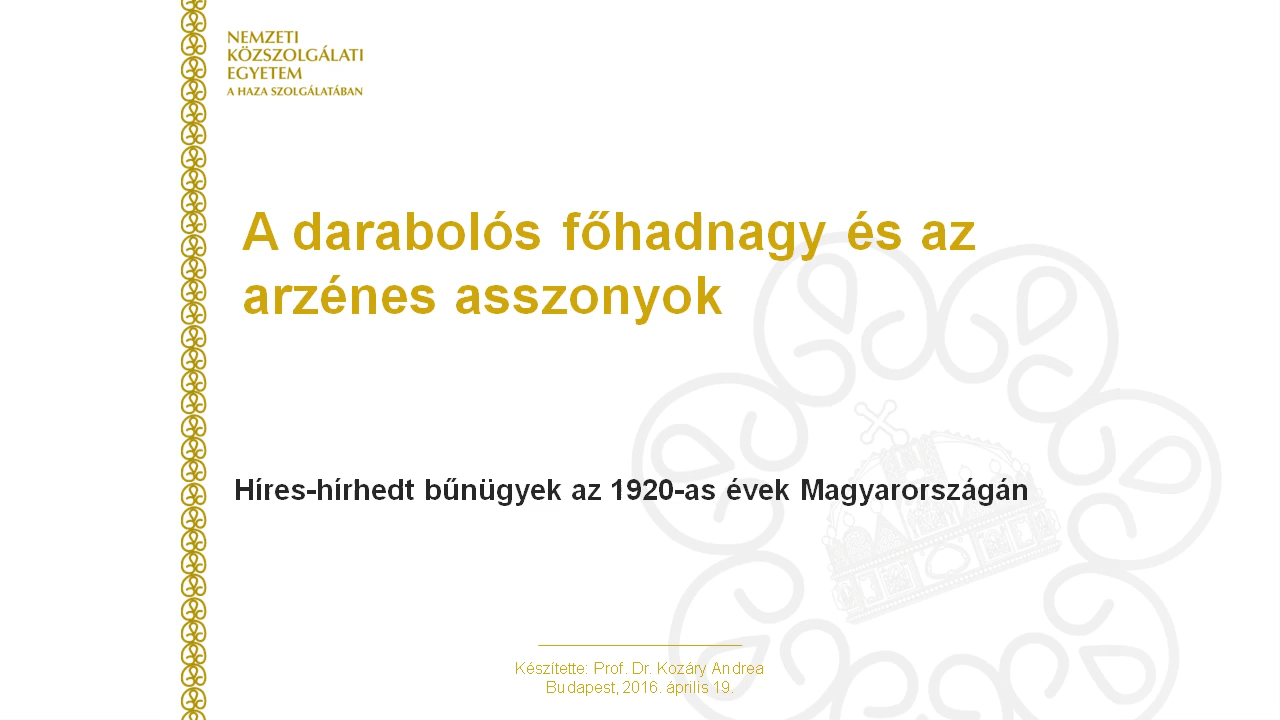 NEMZETI
KÖZSZOLGÁLATI
EGYETEM
A HAZA SZOLGÁLATÁBAN
A darabolós főhadnagy és az
arzénes asszonyok
Híres-hírhedt bűnügyek az 1920-as évek Magyarországán
Készítette: Prof. Dr. Kozáry Andrea
Budapest, 2016. április 19.